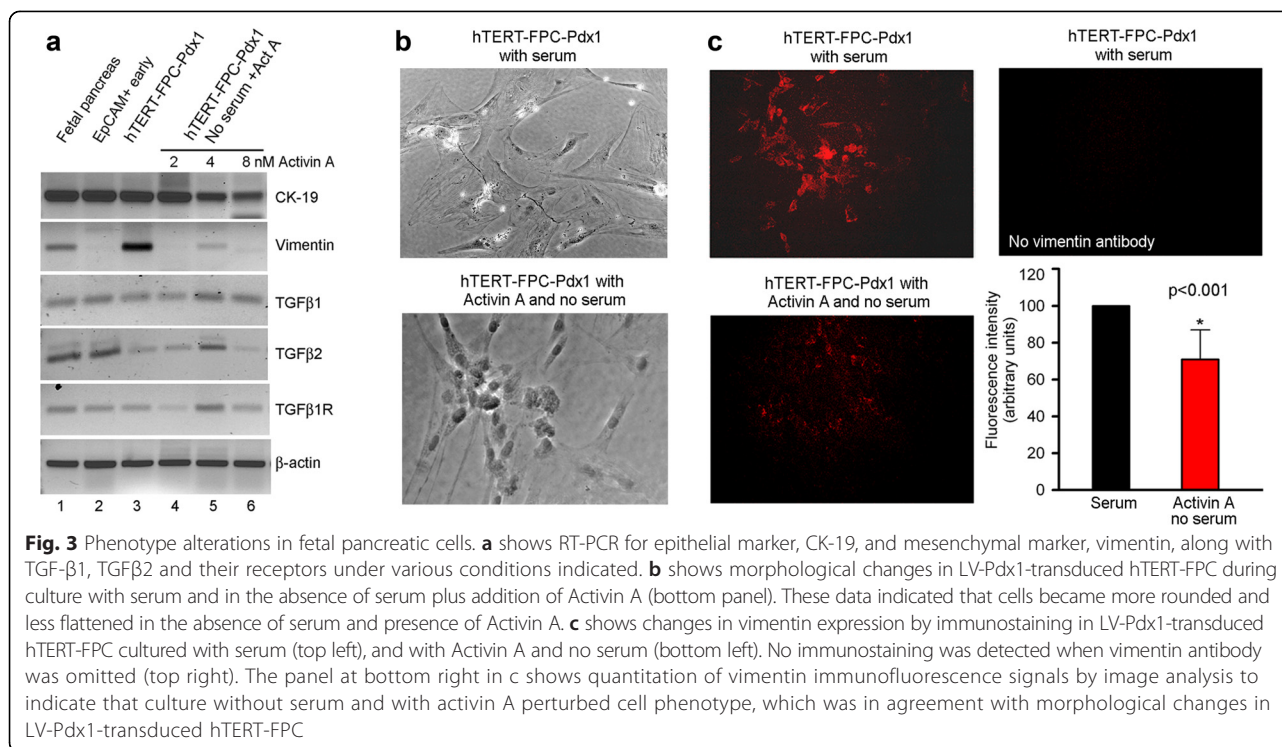 a
Fetal pancreas
EpCAM+ early
hTERT-FPC-Pdx1
hTERT-FPC-Pdx1
No serum +Act A
2 4 8 nM Activin A
CK-19
Vimentin
TGFβ1
TGFβ2
TGFβ1R
β-actin
1 2 3 4 5 6
b
hTERT-FPC-Pdx1
with serum
hTERT-FPC-Pdx1 with
Activin A and no serum
c
hTERT-FPC-Pdx1
with serum
hTERT-FPC-Pdx1
with serum
No vimentin antibody
hTERT-FPC-Pdx1 with
Activin A and no serum
Fluorescence intensity
(arbitrary units)
120
100
80
60
40
20
0
p<0.001
*
Serum
Activin A
no serum
Fig. 3 Phenotype alterations in fetal pancreatic cells. a shows RT-PCR for epithelial marker, CK-19, and mesenchymal marker, vimentin, along with
TGF-β1, TGFβ2 and their receptors under various conditions indicated. b shows morphological changes in LV-Pdx1-transduced hTERT-FPC during
culture with serum and in the absence of serum plus addition of Activin A (bottom panel). These data indicated that cells became more rounded and
less flattened in the absence of serum and presence of Activin A. c shows changes in vimentin expression by immunostaining in LV-Pdx1-transduced
hTERT-FPC cultured with serum (top left), and with Activin A and no serum (bottom left). No immunostaining was detected when vimentin antibody
was omitted (top right). The panel at bottom right in c shows quantitation of vimentin immunofluorescence signals by image analysis to
indicate that culture without serum and with activin A perturbed cell phenotype, which was in agreement with morphological changes in
LV-Pdx1-transduced hTERT-FPC